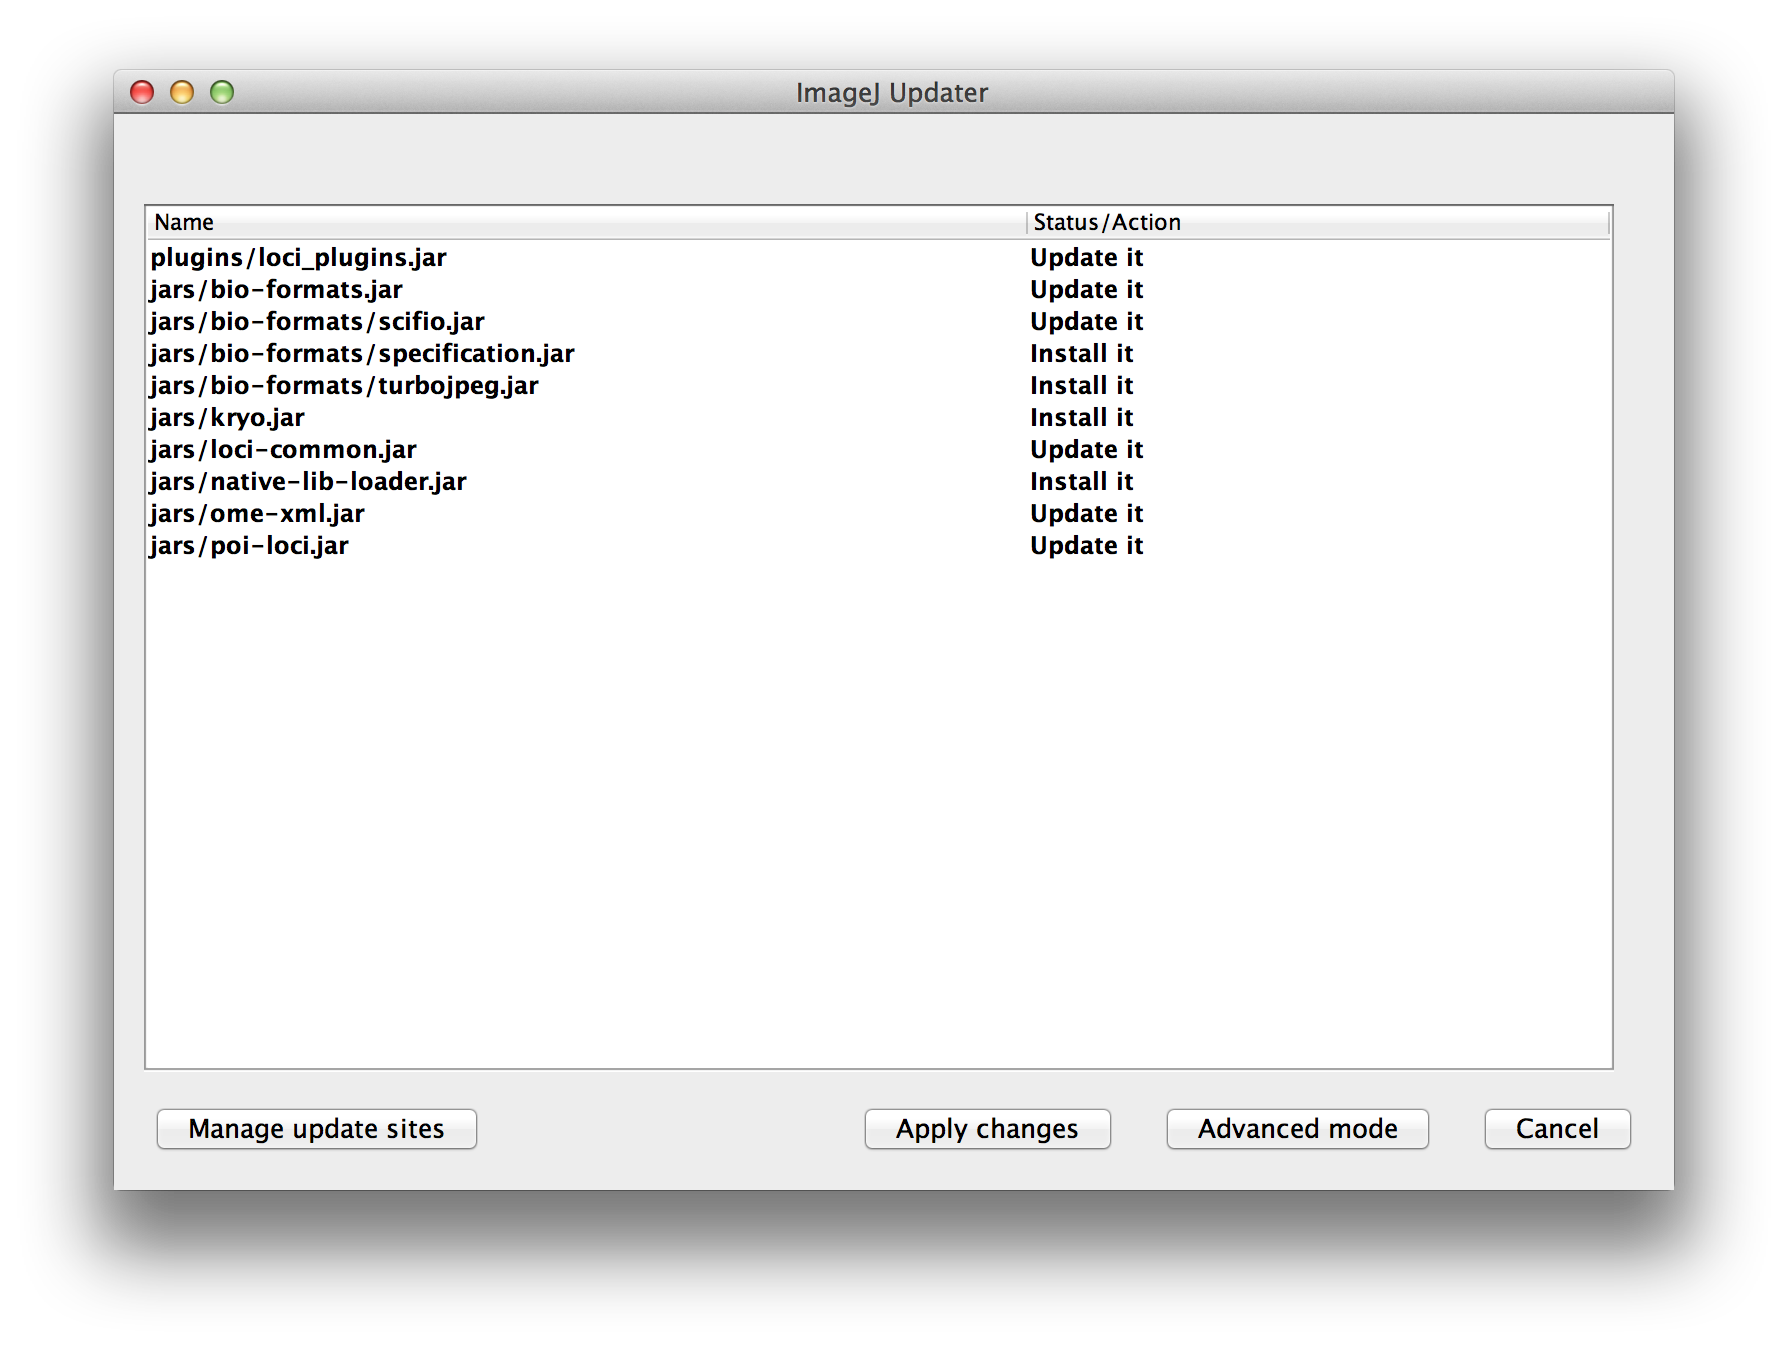 ImageJ Updater
Name Status/Action
plugins/loci_plugins.jar Update it
jars/bio-formats.jar Update it
jars/bio-formats/scifio.jar Update it
jars/bio-formats/specification.jar Install it
jars/bio-formats/turbojpeg.jar Install it
jars/kryo.jar Install it
jars/loci-common.jar Update it
jars/native-lib-loader.jar Install it
jars/ome-xml.jar Update it
jars/poi-loci.jar Update it
Manage update sites Apply changes Advanced mode Cancel